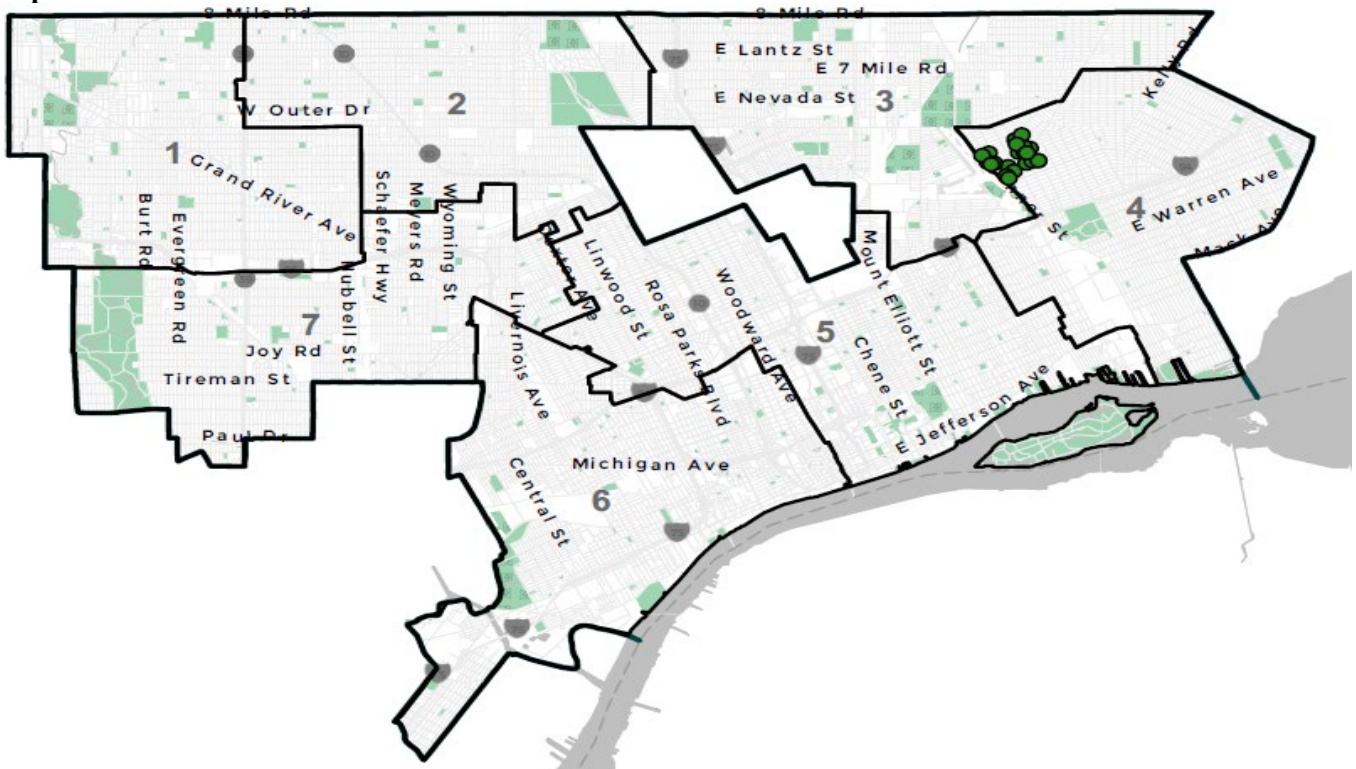 8 Mile Rd
8 Mile Rd
E Lantz St
E 7 Mile Rd
Kelly Rd
W Outer Dr
2
E Nevada St
3
1
Grand River Ave
Schaefer Hwy
Meyers Rd
Wyoming St
4
E Warren Ave
Burt Rd
Evergreen Rd
Mack Ave
Linwood St
Mount Elliott St
Hubbell St
Rosa Parks Blvd
Woodward Ave
Livernois Ave
7
5
Joy Rd
Chene St
Tireman St
E Jefferson Ave
Paul Dr
Michigan Ave
Central St
6
75
75
75